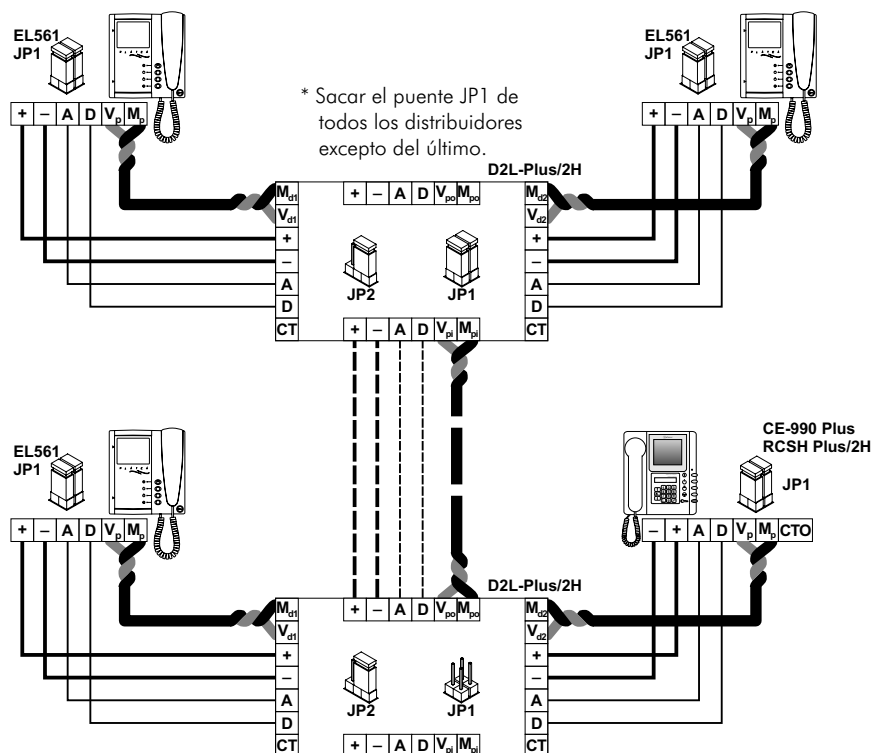 EL561
JP1
EL561
JP1
* Sacar el puente JP1 de
todos los distribuidores
excepto del último.
+ – A D Vp Mp
+ – A D Vp Mp
D2L-Plus/2H
Md1 + – A D Vpo Mpo Md2
Vd1 Vd2
+ +
– –
A A
D D
CT CT
JP2 JP1
+ – A D Vpi Mpi
EL561
JP1
CE-990 Plus
RCSH Plus/2H
JP1
+ – A D Vp Mp
– + A D Vp Mp CTO
D2L-Plus/2H
Md1 + – A D Vpo Mpo Md2
Vd1 Vd2
+ +
– –
A A
D D
JP2 JP1
CT + – A D Vpi Mpi CT